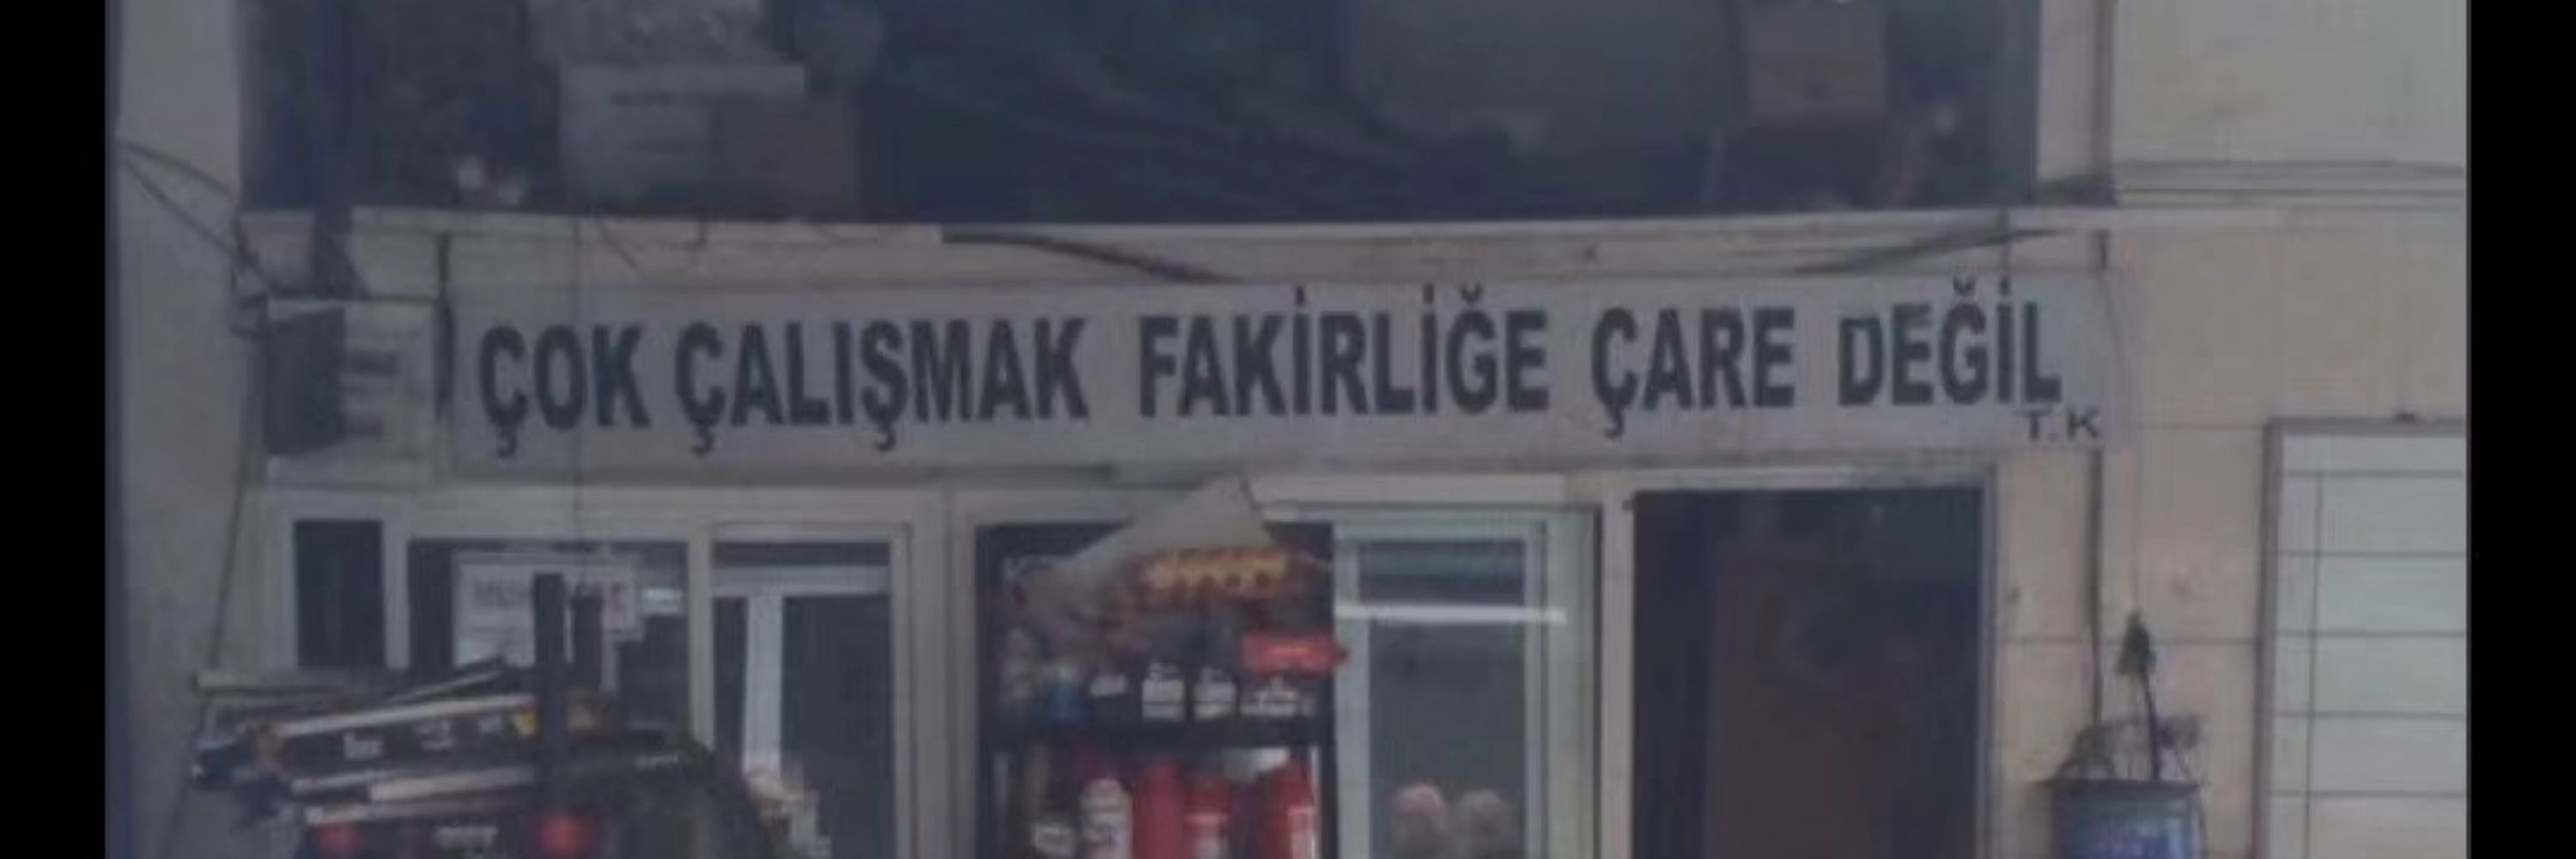 ÇOK ÇALIŞMAK FAKİRLİĞE ÇARE DEĞİL
T.K